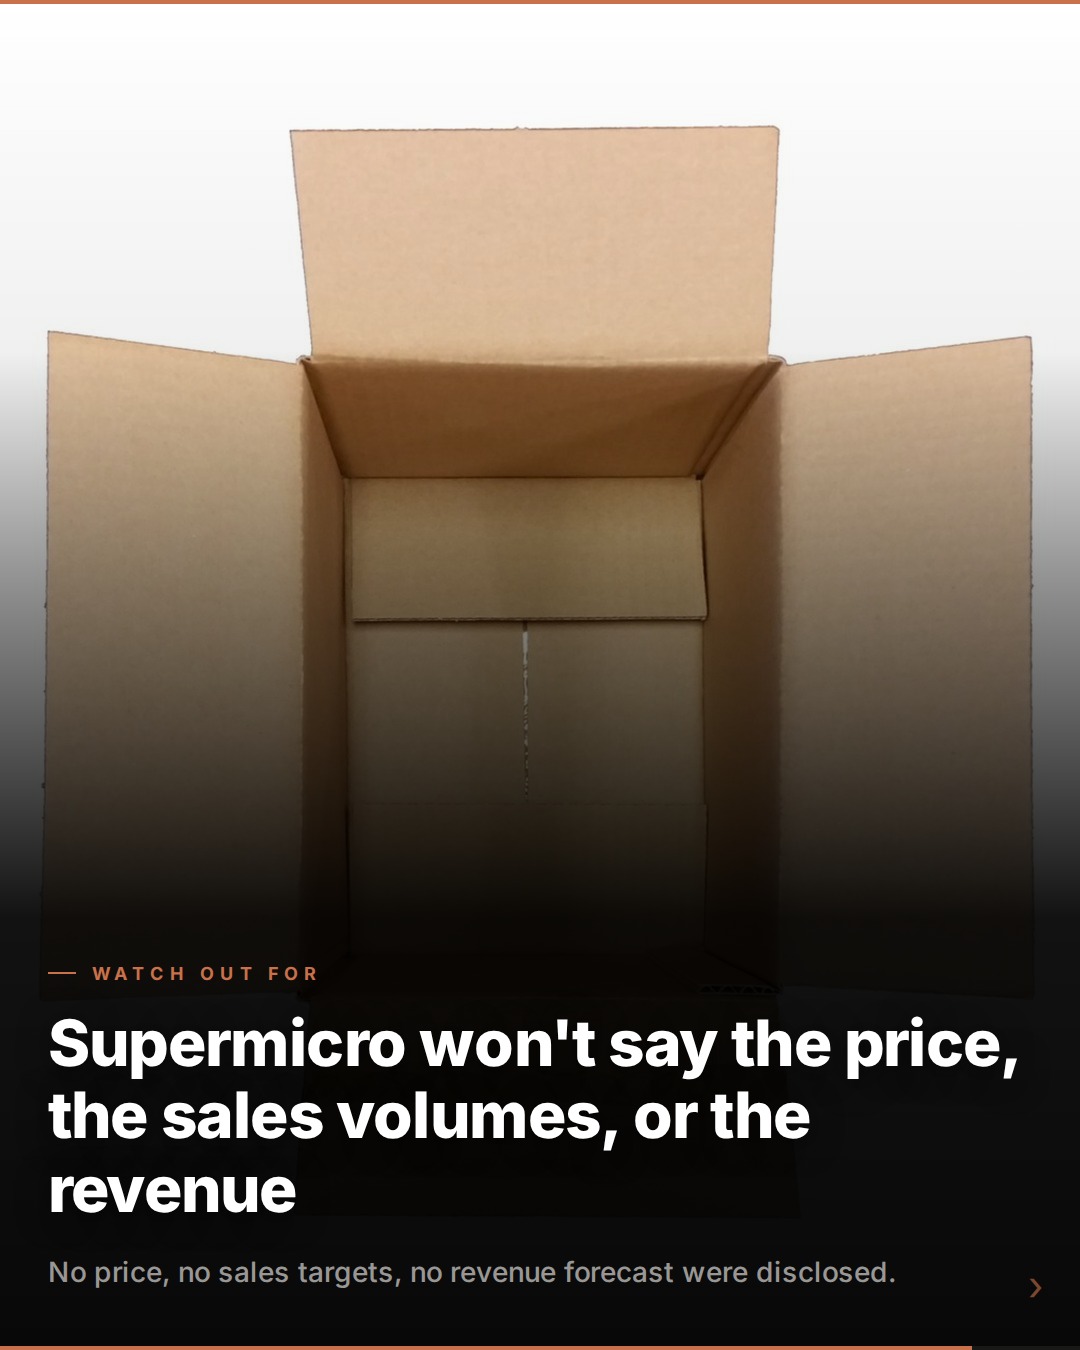 WATCH OUT FOR
Supermicro won't say the price,
the sales volumes, or the
revenue
No price, no sales targets, no revenue forecast were disclosed.